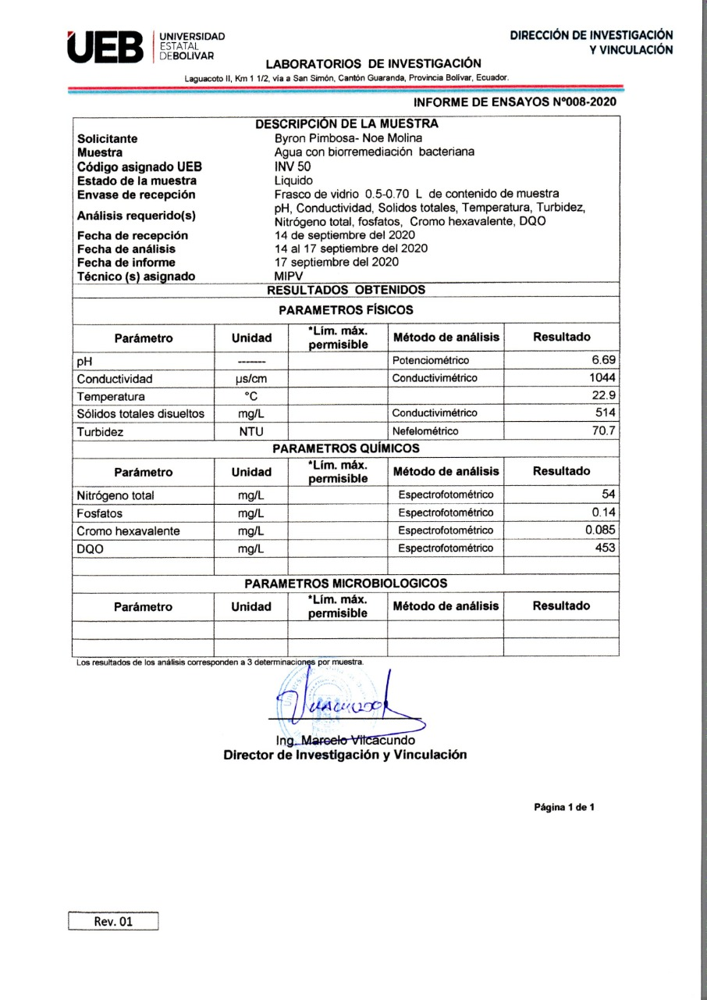 UEB UNIVERSIDAD
ESTATAL
DEBOLIVAR
DIRECCIÓN DE INVESTIGACIÓN
Y VINCULACIÓN
LABORATORIOS DE INVESTIGACIÓN
Laguacoto II, Km 1 1/2, vía a San Simón, Cantón Guaranda, Provincia Bolívar, Ecuador.
INFORME DE ENSAYOS Nº008-2020
DESCRIPCIÓN DE LA MUESTRA
Solicitante Byron Pimbosa- Noe Molina
Muestra Agua con biorremediación bacteriana
Código asignado UEB INV 50
Estado de la muestra Liquido
Envase de recepción Frasco de vidrio 0.5-0.70 L de contenido de muestra
Análisis requerido(s) pH, Conductividad, Solidos totales, Temperatura, Turbidez,
Nitrógeno total, fosfatos, Cromo hexavalente, DQO
Fecha de recepción 14 de septiembre del 2020
Fecha de análisis 14 al 17 septiembre del 2020
Fecha de informe 17 septiembre del 2020
Técnico (s) asignado MIPV
RESULTADOS OBTENIDOS
PARAMETROS FÍSICOS
Parámetro Unidad *Lím. máx. permisible Método de análisis Resultado
pH ------- Potenciométrico 6.69
Conductividad µs/cm Conductivimétrico 1044
Temperatura °C 22.9
Sólidos totales disueltos mg/L Conductivimétrico 514
Turbidez NTU Nefelométrico 70.7
PARAMETROS QUÍMICOS
Parámetro Unidad *Lím. máx. permisible Método de análisis Resultado
Nitrógeno total mg/L Espectrofotométrico 54
Fosfatos mg/L Espectrofotométrico 0.14
Cromo hexavalente mg/L Espectrofotométrico 0.085
DQO mg/L Espectrofotométrico 453
PARAMETROS MICROBIOLOGICOS
Parámetro Unidad *Lím. máx. permisible Método de análisis Resultado
Los resultados de los análisis corresponden a 3 determinaciones por muestra.
Ing. Marcelo Vilcacundo
Director de Investigación y Vinculación
Página 1 de 1
Rev. 01